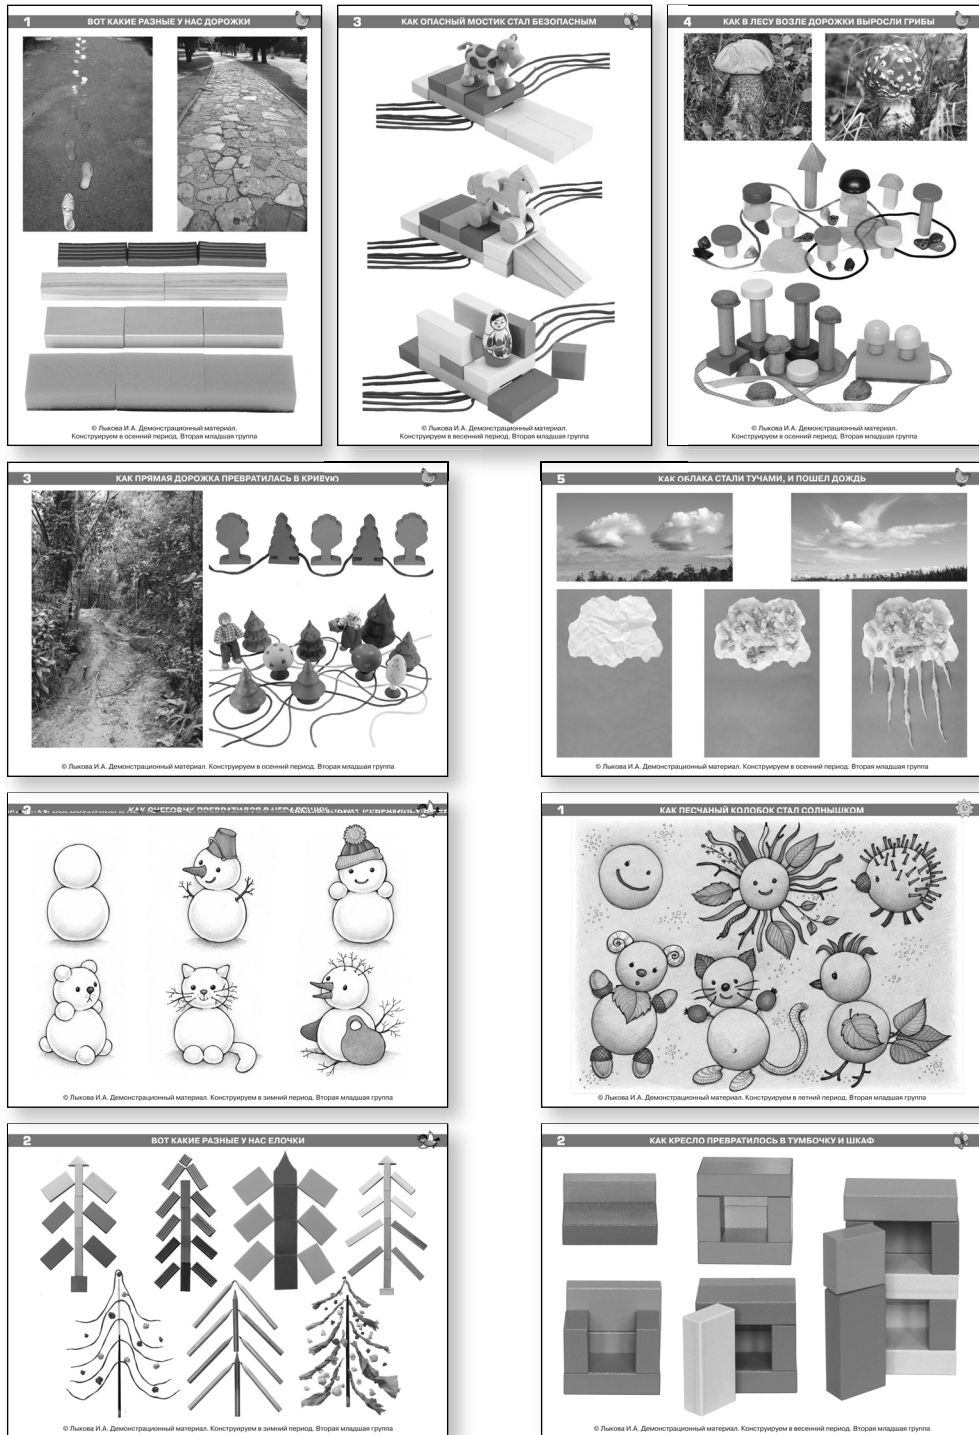 1 ВОТ КАКИЕ РАЗНЫЕ У НАС ДОРОЖКИ
© Лыкова И.А. Демонстрационный материал.
Конструируем в осенний период. Вторая младшая группа
3 КАК ОПАСНЫЙ МОСТИК СТАЛ БЕЗОПАСНЫМ
© Лыкова И.А. Демонстрационный материал.
Конструируем в весенний период. Вторая младшая группа
4 КАК В ЛЕСУ ВОЗЛЕ ДОРОЖКИ ВЫРОСЛИ ГРИБЫ
© Лыкова И.А. Демонстрационный материал.
Конструируем в осенний период. Вторая младшая группа
3 КАК ПРЯМАЯ ДОРОЖКА ПРЕВРАТИЛАСЬ В КРИВУЮ
© Лыкова И.А. Демонстрационный материал. Конструируем в осенний период. Вторая младшая группа
5 КАК ОБЛАКА СТАЛИ ТУЧАМИ, И ПОШЕЛ ДОЖДЬ
© Лыкова И.А. Демонстрационный материал. Конструируем в осенний период. Вторая младшая группа
КАК СНЕГОВИК ПРЕВРАТИЛСЯ В
© Лыкова И.А. Демонстрационный материал. Конструируем в зимний период. Вторая младшая группа
1 КАК ПЕСЧАНЫЙ КОЛОБОК СТАЛ СОЛНЫШКОМ
© Лыкова И.А. Демонстрационный материал. Конструируем в летний период. Вторая младшая группа
2 ВОТ КАКИЕ РАЗНЫЕ У НАС ЕЛОЧКИ
© Лыкова И.А. Демонстрационный материал. Конструируем в зимний период. Вторая младшая группа
2 КАК КРЕСЛО ПРЕВРАТИЛОСЬ В ТУМБОЧКУ И ШКАФ
© Лыкова И.А. Демонстрационный материал. Конструируем в весенний период. Вторая младшая группа